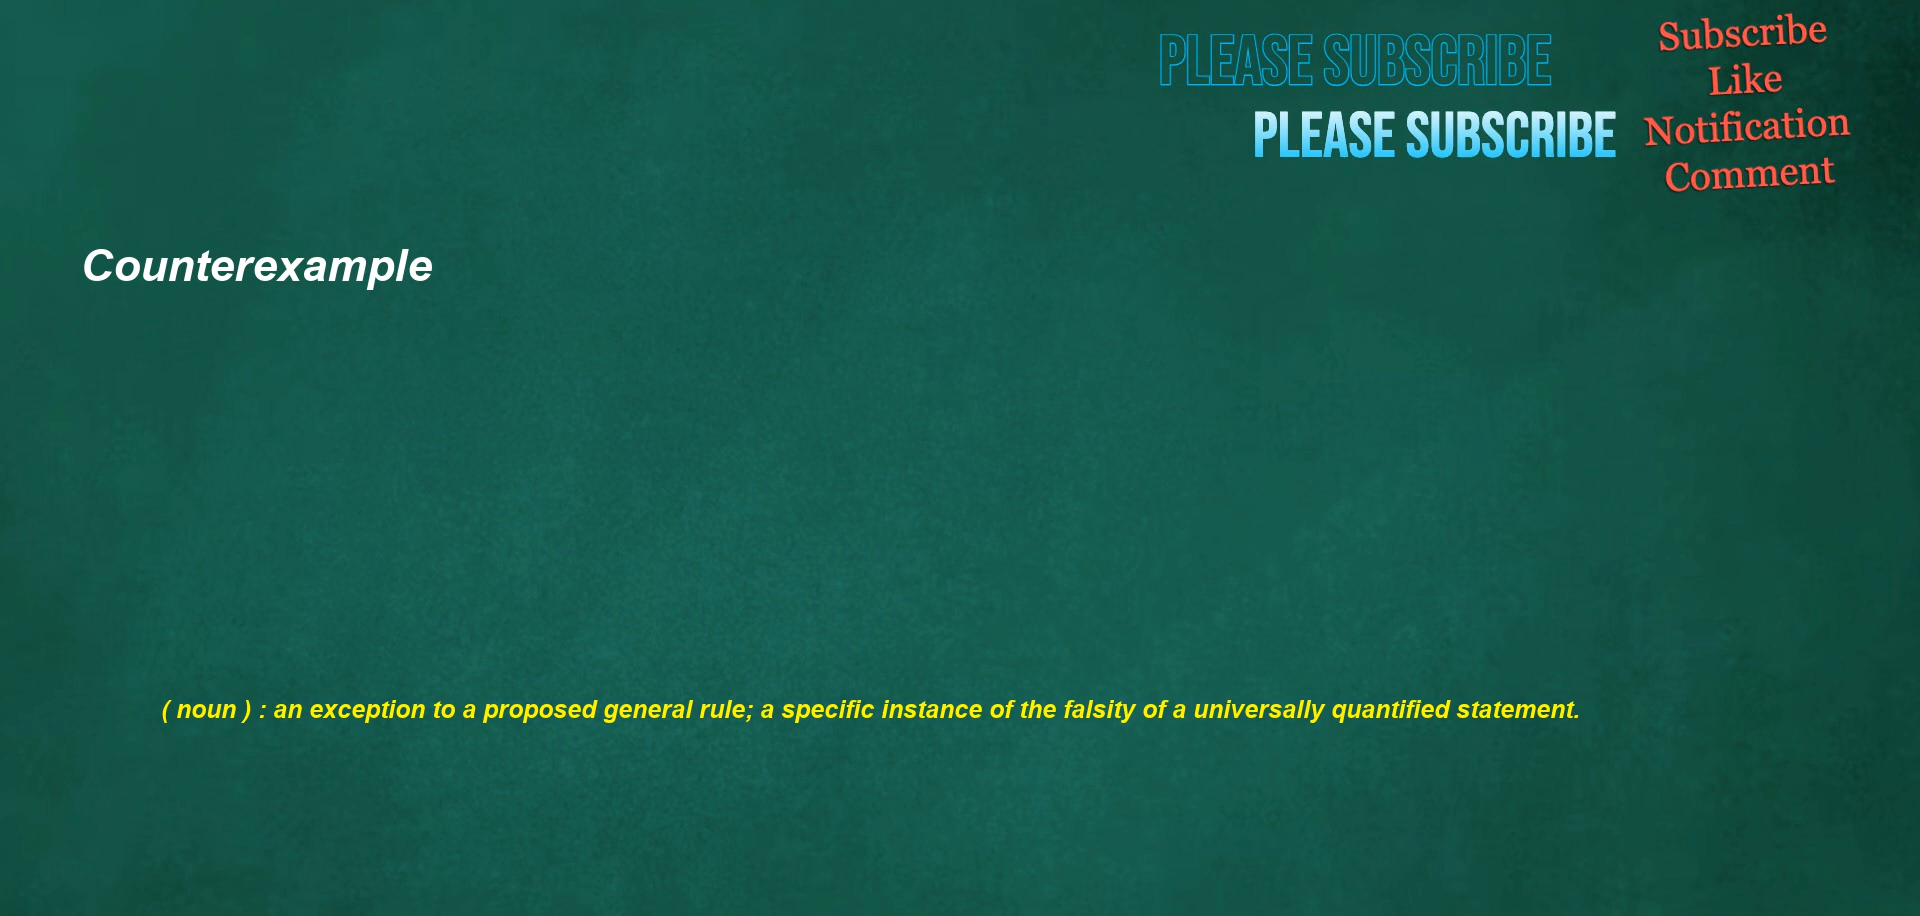 PLEASE SUBSCRIBE
PLEASE SUBSCRIBE
Subscribe
Like
Notification
Comment
Counterexample
( noun ) : an exception to a proposed general rule; a specific instance of the falsity of a universally quantified statement.